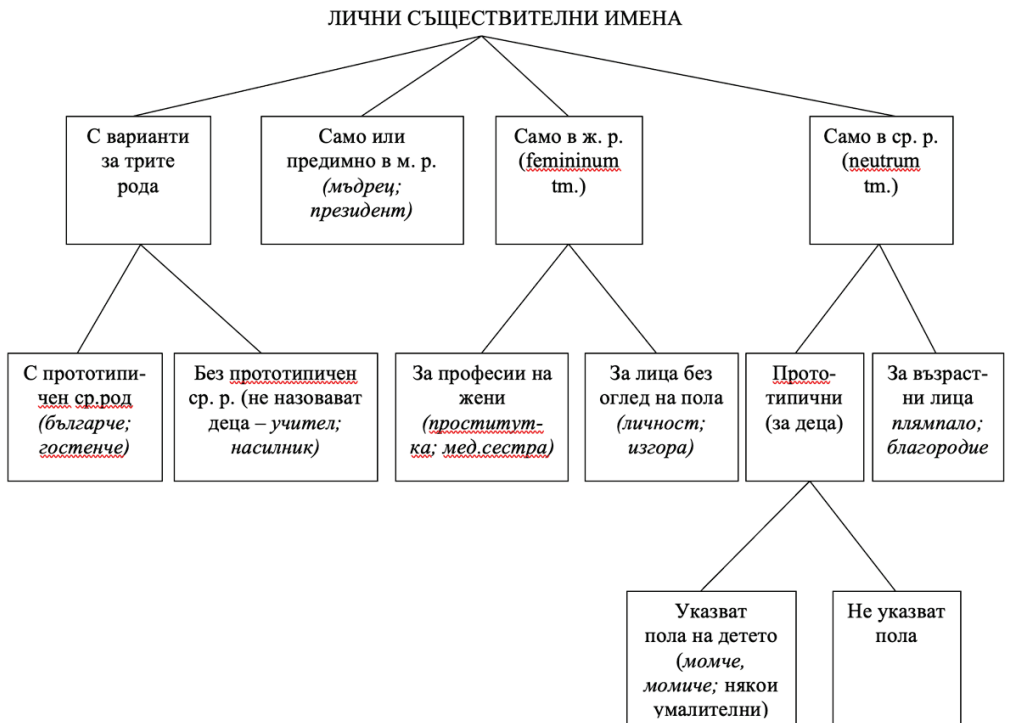 ЛИЧНИ СЪЩЕСТВИТЕЛНИ ИМЕНА
С варианти
за трите
рода
Само или
предимно в м. р.
(мъдрец;
президент)
Само в ж. р.
(femininum
tm.)
Само в ср. р.
(neutrum
tm.)
С прототипи-
чен ср.род
(българче;
гостенче)
Без прототипичен
ср. р. (не назовават
деца – учител;
насилник)
За професии на
жени
(проститут-
ка; мед.сестра)
За лица без
оглед на пола
(личност;
изгора)
Прото-
типични
(за деца)
За възраст-
ни лица
плямпало;
благородие
Указват
пола на детето
(момче,
момиче; някои
умалителни)
Не указват
пола